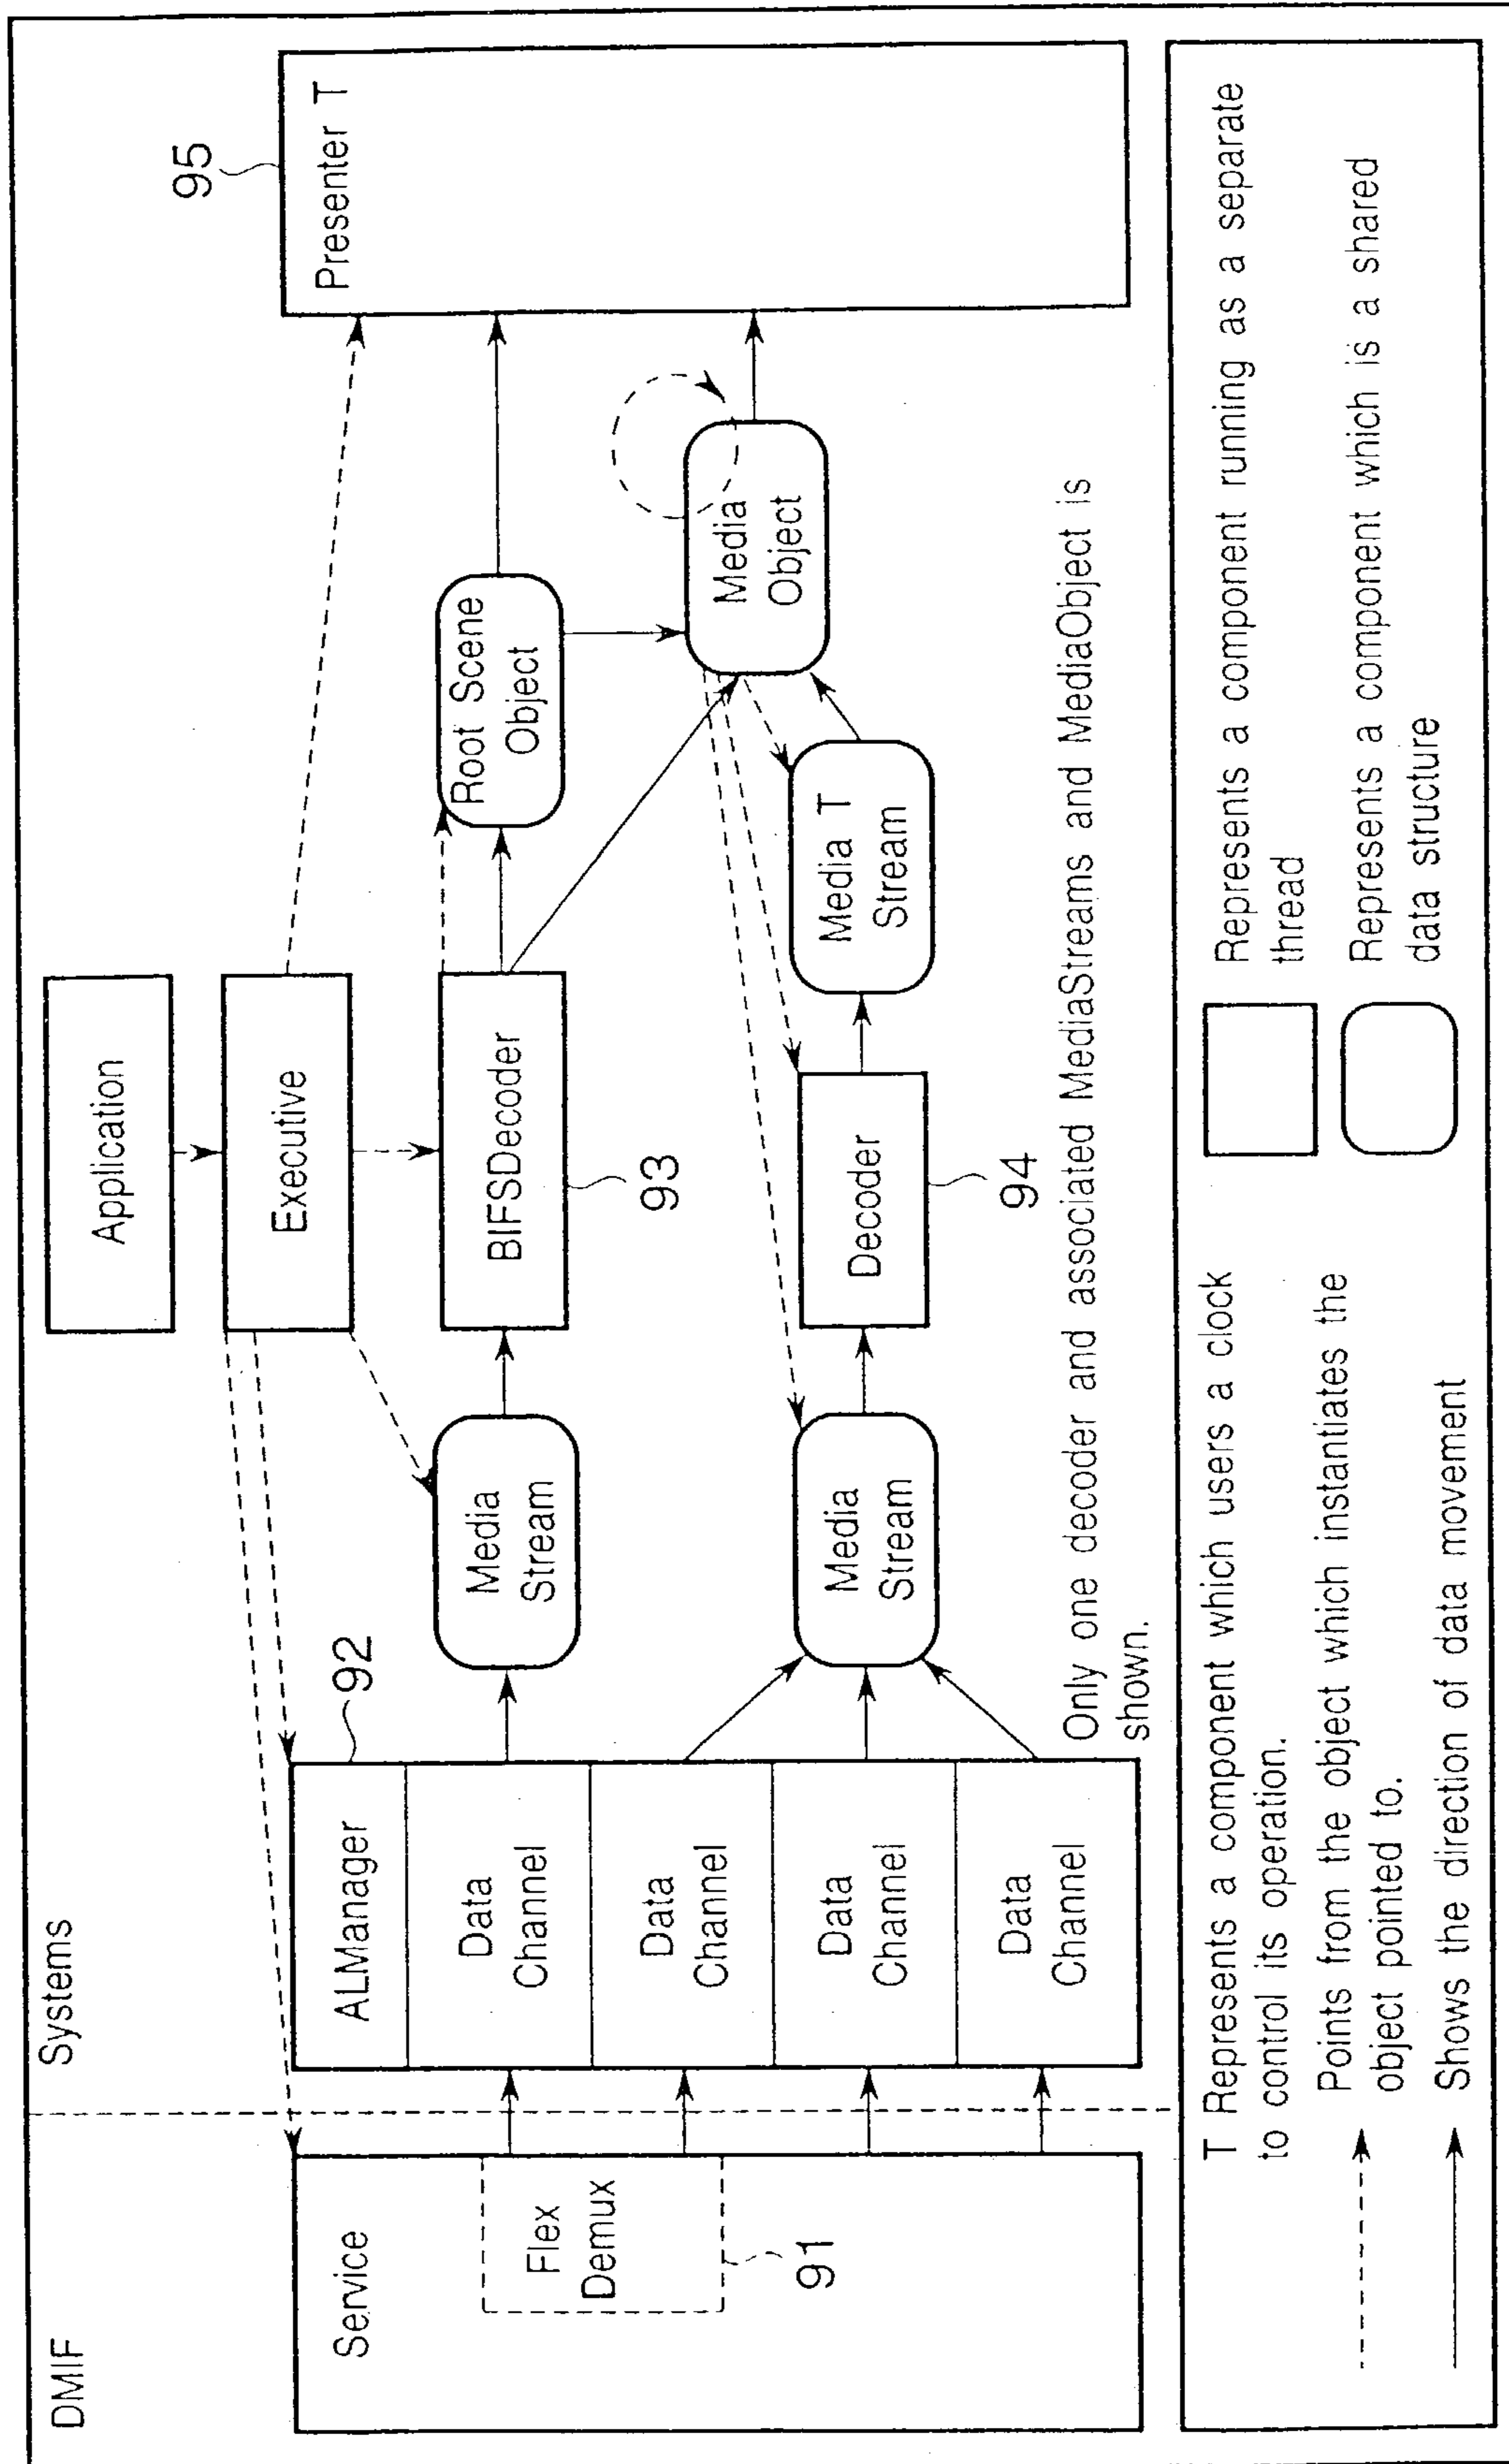 DMIF
Systems
Application
Executive
Service
Flex
Demux
91
ALManager
92
Data
Channel
Data
Channel
Data
Channel
Data
Channel
Media
Stream
BIFSDecoder
93
Root Scene
Object
Media
Stream
Decoder
94
Media T
Stream
Media
Object
Presenter T
95
Only one decoder and associated MediaStreams and MediaObject is
shown.
T Represents a component which users a clock
to control its operation.
Points from the object which instantiates the
object pointed to.
Shows the direction of data movement
Represents a component running as a separate
thread
Represents a component which is a shared
data structure